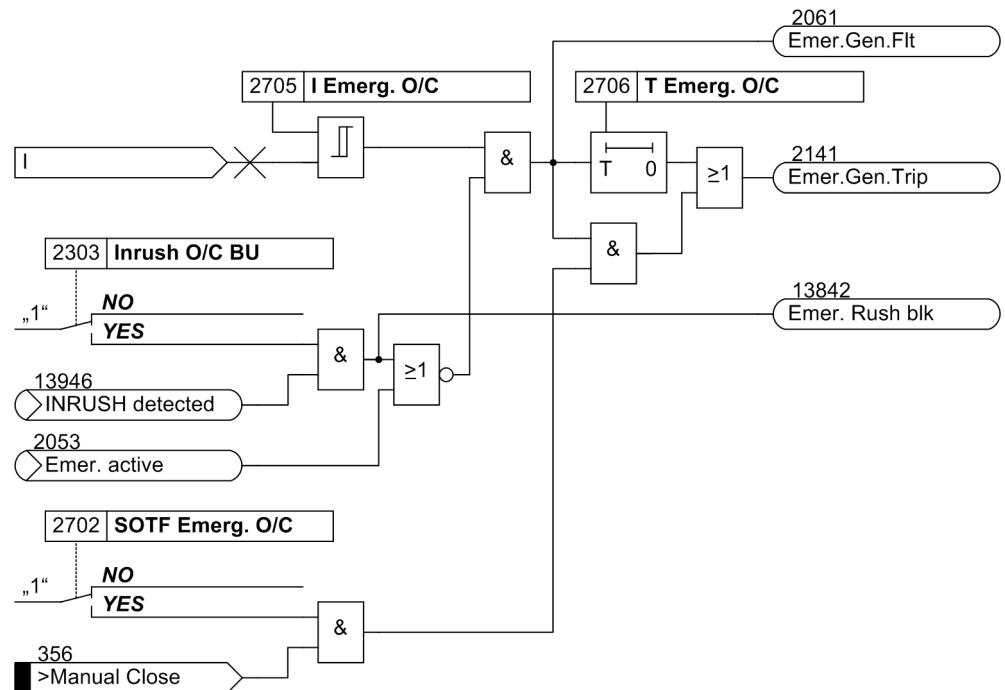 2061
Emer.Gen.Flt
2705 I Emerg. O/C
2706 T Emerg. O/C
I
&
T 0
≥1
2141
Emer.Gen.Trip
2303 Inrush O/C BU
&
„1“
NO
YES
13842
Emer. Rush blk
&
≥1
13946
INRUSH detected
2053
Emer. active
2702 SOTF Emerg. O/C
„1“
NO
YES
&
356
>Manual Close